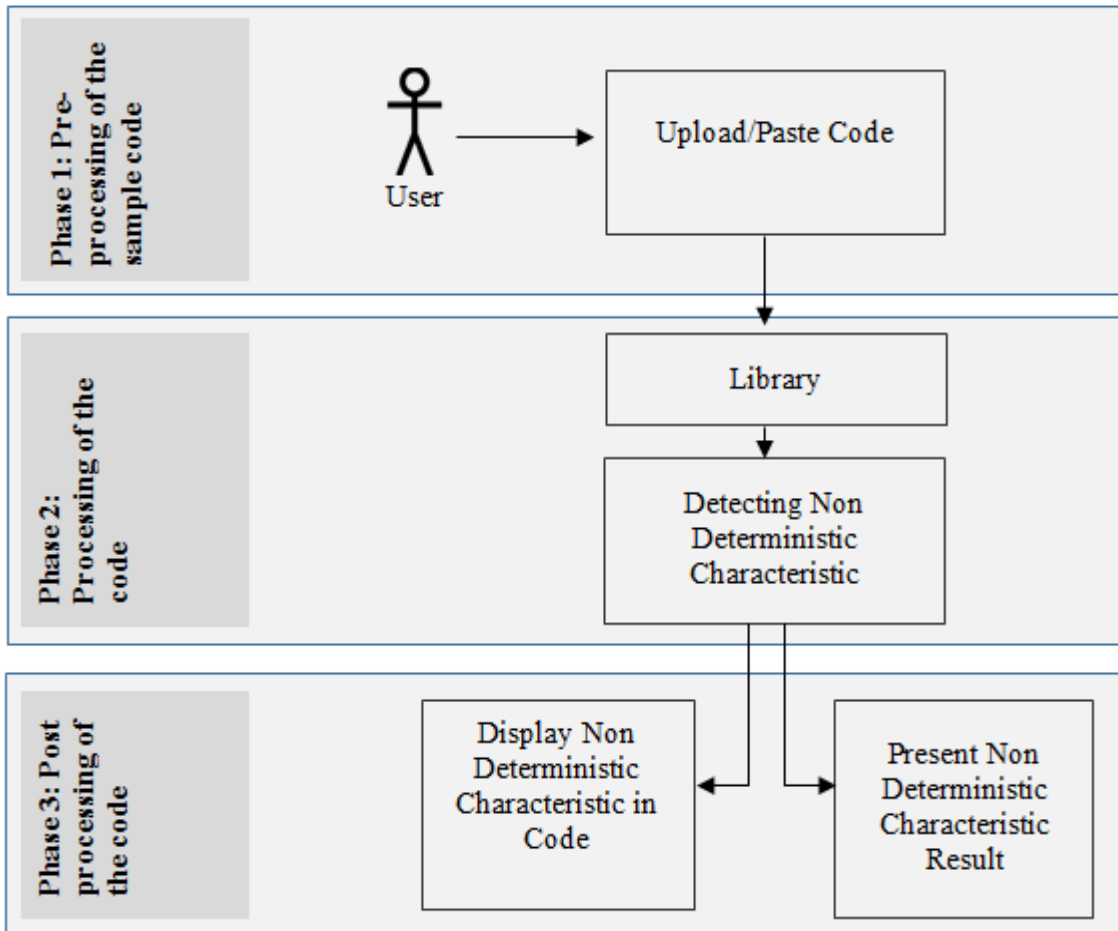 Phase 1: Pre-
processing of the
sample code
User
Upload/Paste Code
Phase 2:
Processing of the
code
Library
Detecting Non
Deterministic
Characteristic
Phase 3: Post
processing of
the code
Display Non
Deterministic
Characteristic in
Code
Present Non
Deterministic
Characteristic
Result